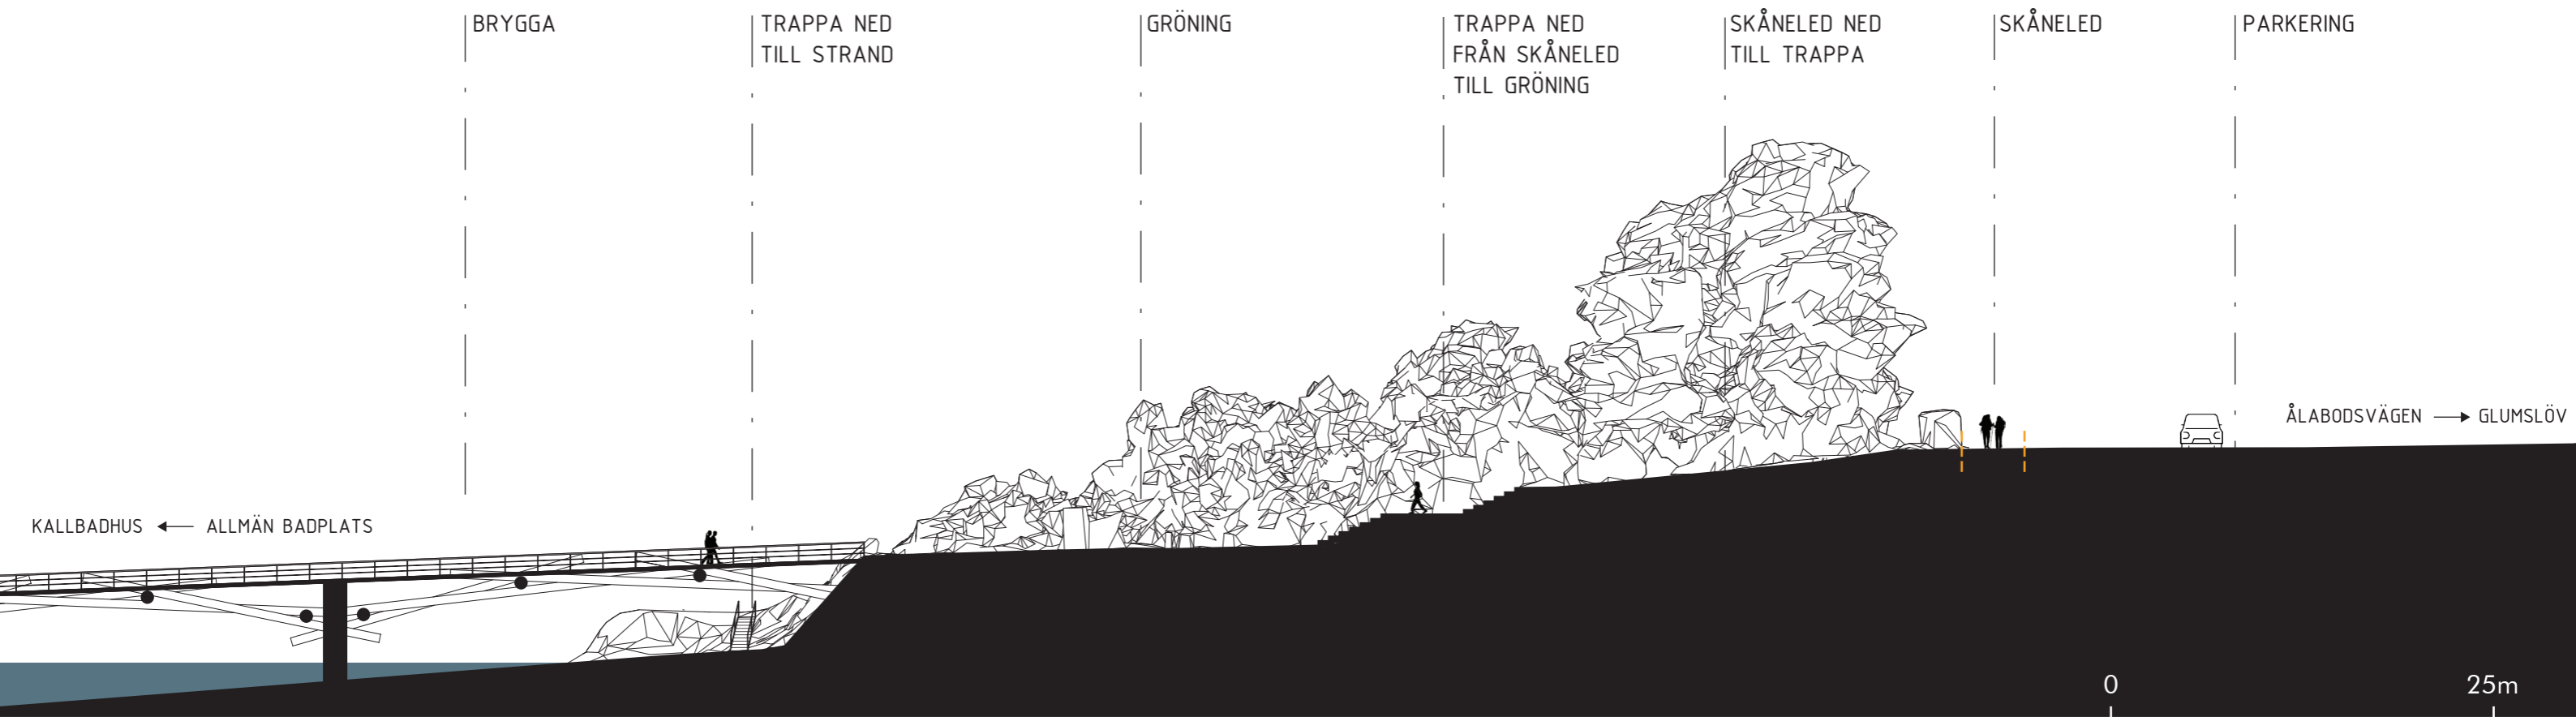 BRYGGA
TRAPPA NED
TILL STRAND
GRÖNING
TRAPPA NED
FRÅN SKÅNELED
TILL GRÖNING
SKÅNELED NED
TILL TRAPPA
SKÅNELED
PARKERING
ÅLABODSVÄGEN → GLUMSLÖV
KALLBADHUS ← ALLMÄN BADPLATS
0
25m